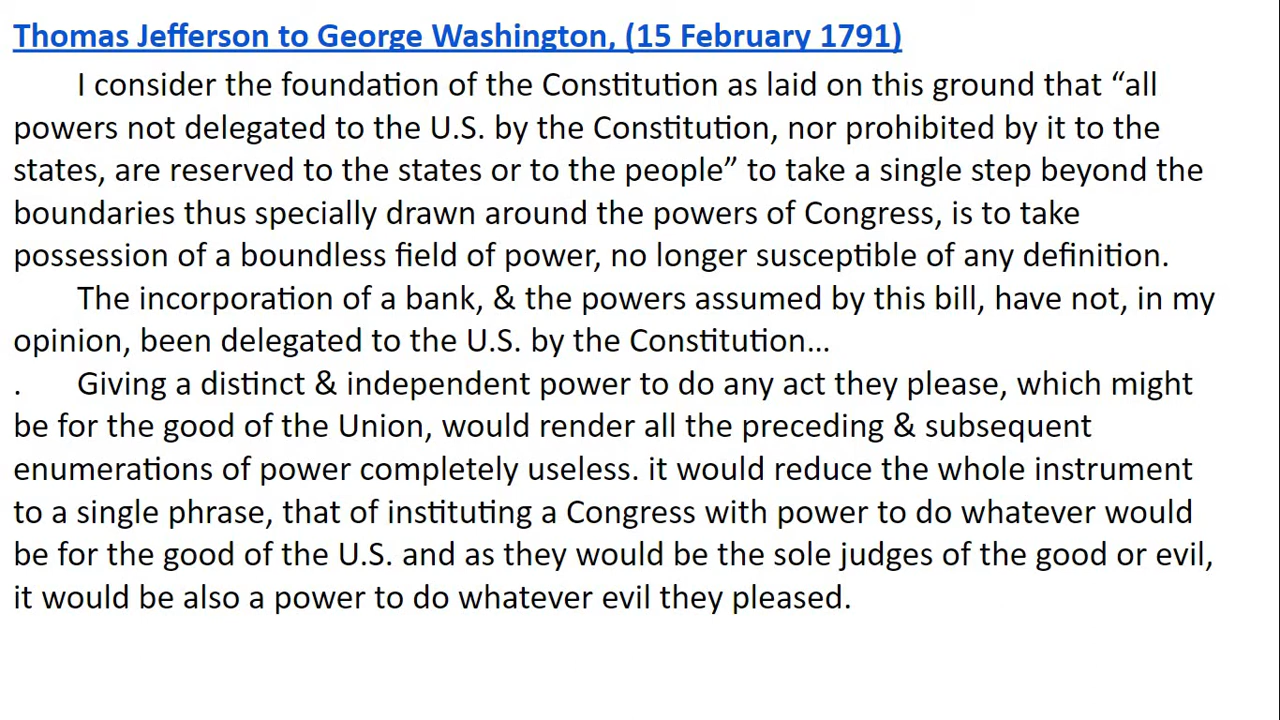 Thomas Jefferson to George Washington, (15 February 1791)
I consider the foundation of the Constitution as laid on this ground that “all
powers not delegated to the U.S. by the Constitution, nor prohibited by it to the
states, are reserved to the states or to the people” to take a single step beyond the
boundaries thus specially drawn around the powers of Congress, is to take
possession of a boundless field of power, no longer susceptible of any definition.
The incorporation of a bank, & the powers assumed by this bill, have not, in my
opinion, been delegated to the U.S. by the Constitution…
. Giving a distinct & independent power to do any act they please, which might
be for the good of the Union, would render all the preceding & subsequent
enumerations of power completely useless. it would reduce the whole instrument
to a single phrase, that of instituting a Congress with power to do whatever would
be for the good of the U.S. and as they would be the sole judges of the good or evil,
it would be also a power to do whatever evil they pleased.